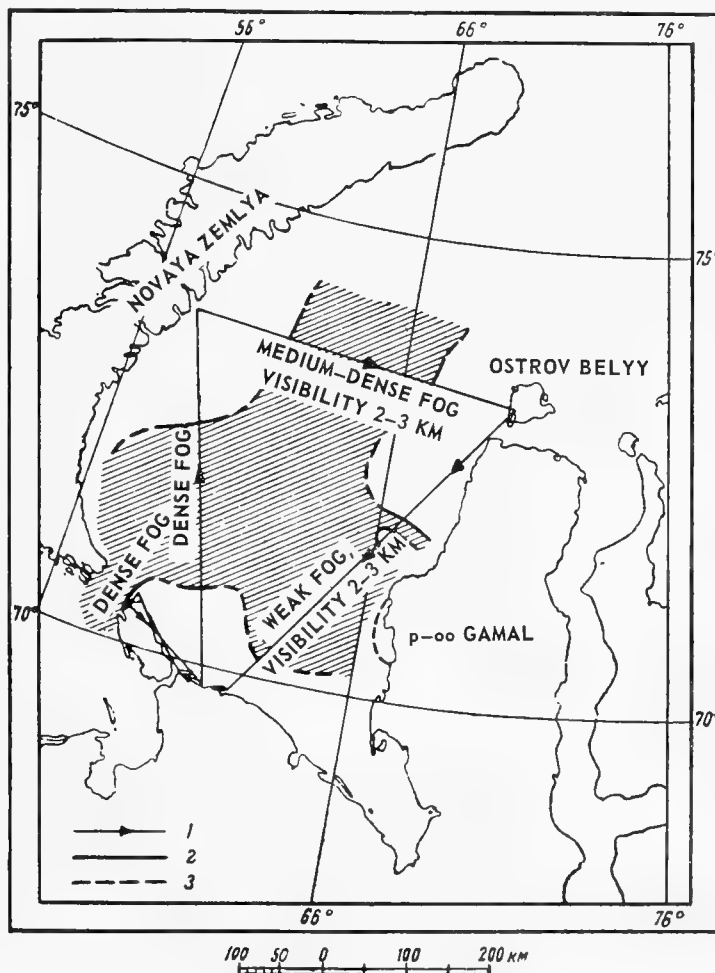 56°
66°
76°
75°
75°
NOVAYA ZEMLYA
MEDIUM-DENSE FOG
VISIBILITY 2-3 KM
OSTROV BELYY
DENSE FOG
DENSE FOG
WEAK FOG,
VISIBILITY 2-3 KM
70°
p-oo GAMAL
70°
1
2
3
66°
76°
100 50 0 100 200 КМ